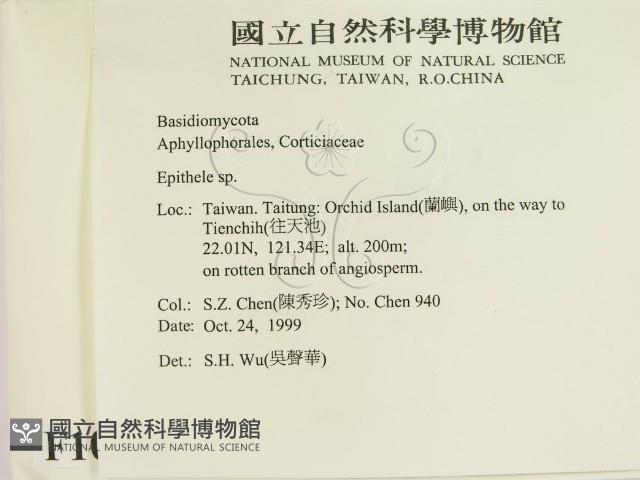 國立自然科學博物館
NATIONAL MUSEUM OF NATURAL SCIENCE
TAICHUNG, TAIWAN, R.O.CHINA
Basidiomycota
Aphyllophorales, Corticiaceae
Epithele sp.
Loc.: Taiwan. Taitung: Orchid Island(蘭嶼), on the way to
Tienchih(往天池)
22.01N, 121.34E; alt. 200m;
on rotten branch of angiosperm.
Col.: S.Z. Chen(陳秀珍); No. Chen 940
Date: Oct. 24, 1999
Det.: S.H. Wu(吳聲華)
國立自然科學博物館
NATIONAL MUSEUM OF NATURAL SCIENCE